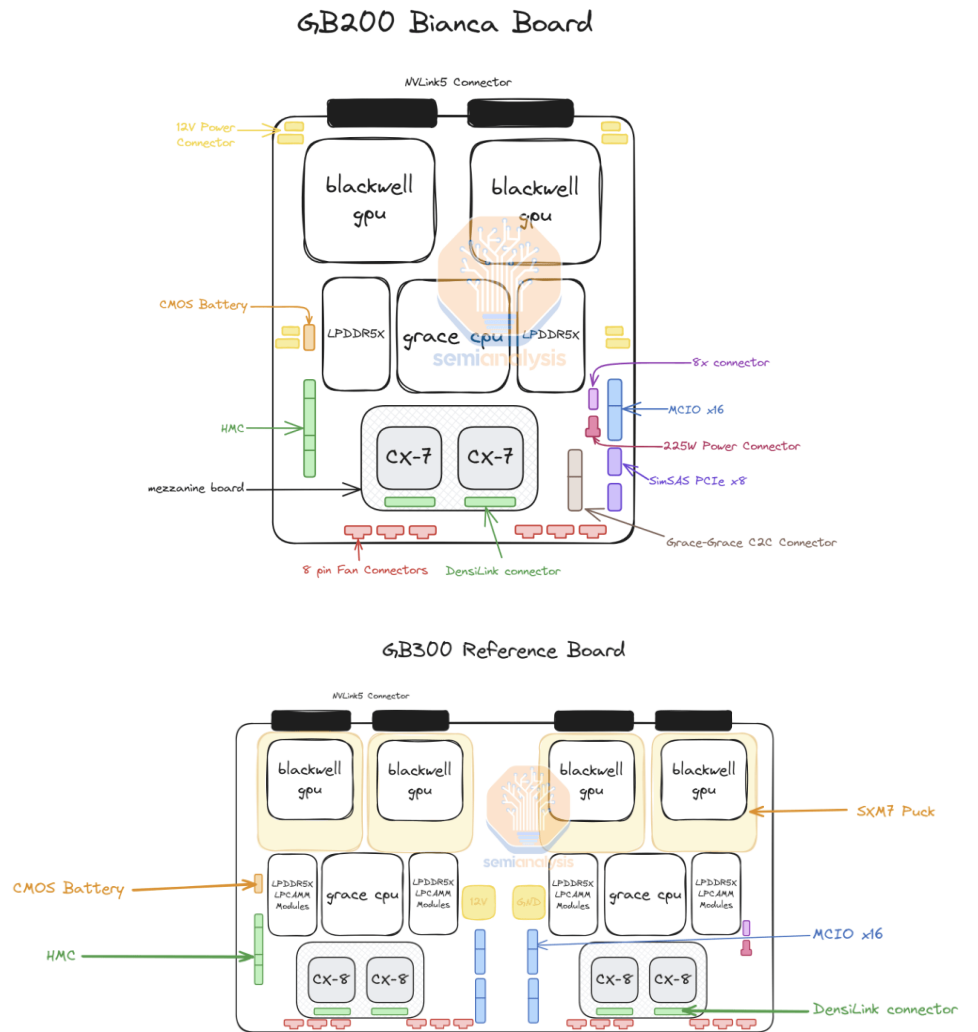 GB200 Bianca Board
NVLink5 Connector
12V Power
Connector
blackwell
gpu
blackwell
gpu
CMOS Battery
LPDDR5X
grace cpu
LPDDR5X
semianalysis
8x connector
MCIO x16
HMC
225W Power Connector
CX-7
CX-7
SimSAS PCIe x8
mezzanine board
Grace-Grace C2C Connector
8 pin Fan Connectors
DensiLink connector
GB300 Reference Board
NVLink5 Connector
blackwell
gpu
blackwell
gpu
blackwell
gpu
blackwell
gpu
SXM7 Puck
semianalysis
CMOS Battery
LPDDR5X
LPCAMM
Modules
grace cpu
LPDDR5X
LPCAMM
Modules
12V
GND
LPDDR5X
LPCAMM
Modules
grace cpu
LPDDR5X
LPCAMM
Modules
MCIO x16
HMC
CX-8
CX-8
CX-8
CX-8
DensiLink connector